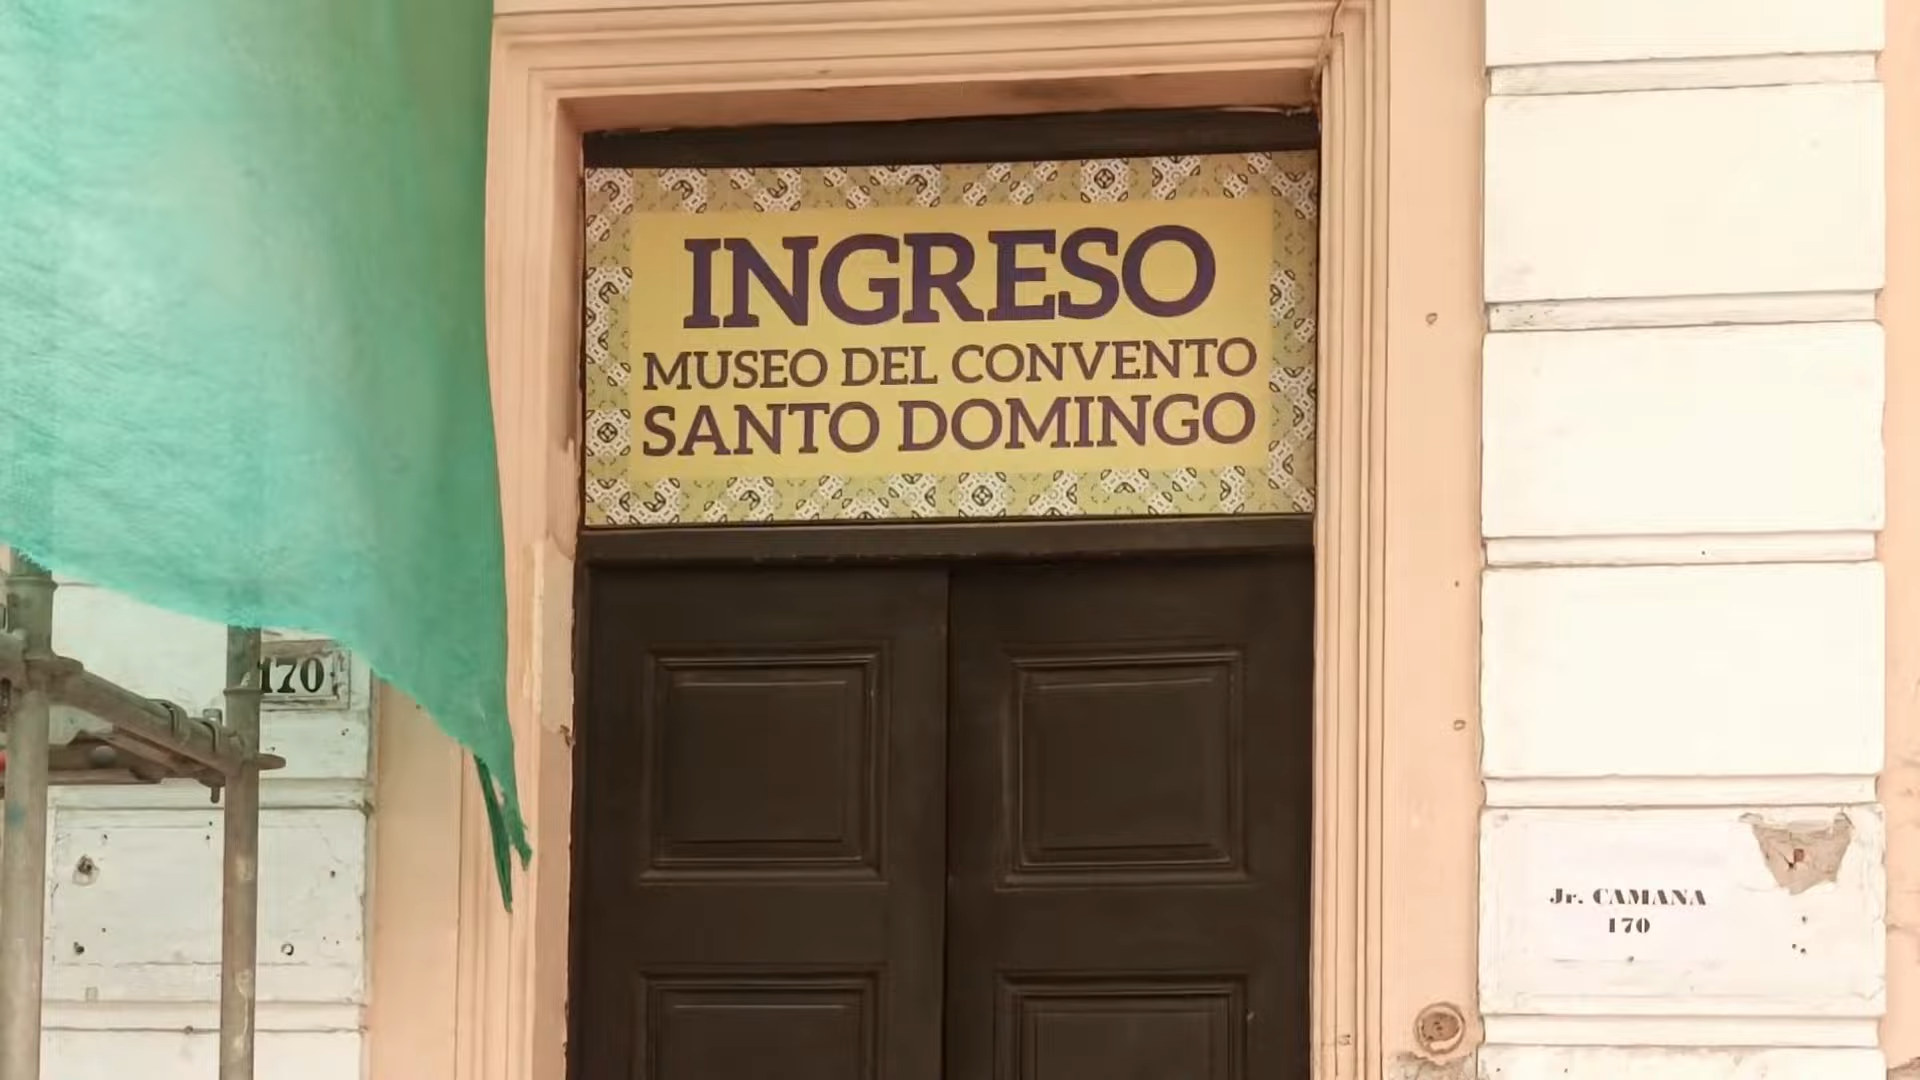 INGRESO
MUSEO DEL CONVENTO
SANTO DOMINGO
170
Jr. CAMANA
170